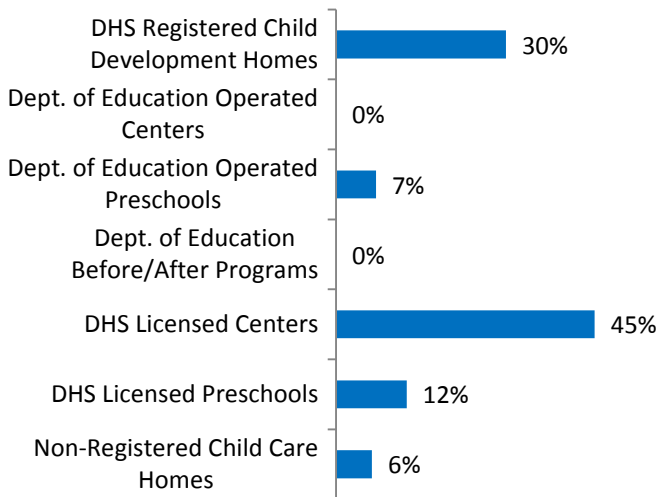 DHS Registered Child
Development Homes
30%
Dept. of Education Operated
Centers
0%
Dept. of Education Operated
Preschools
7%
Dept. of Education
Before/After Programs
0%
DHS Licensed Centers
45%
DHS Licensed Preschools
12%
Non-Registered Child Care
Homes
6%